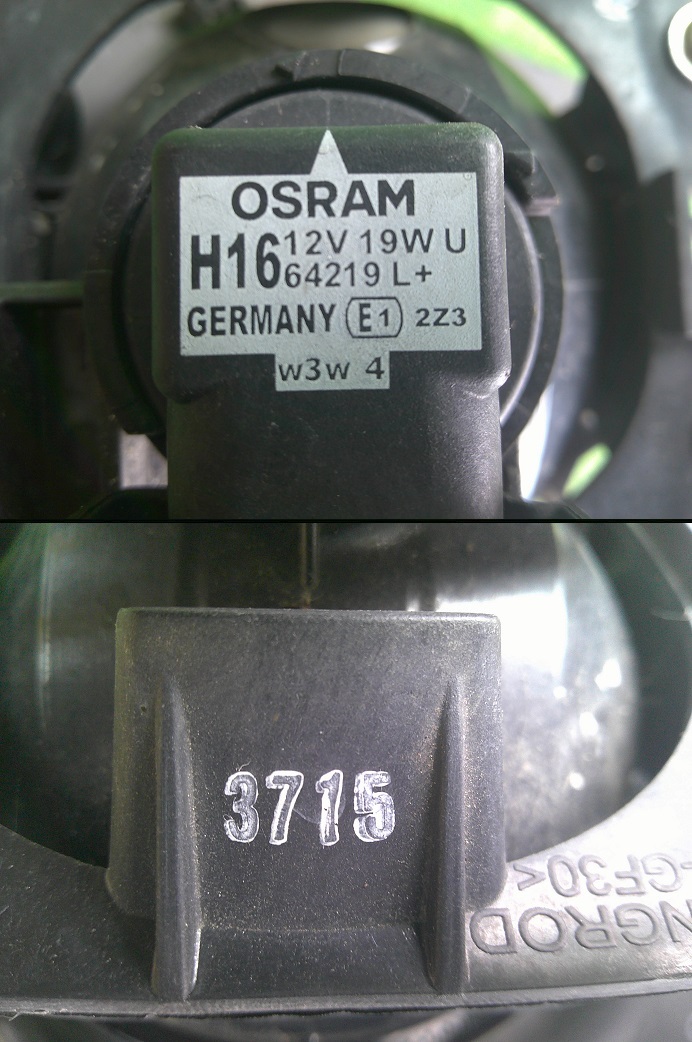 OSRAM
H16 12V 19W U
64219 L+
GERMANY E1 2Z3
w3w 4
3715
GF30<
NGROD